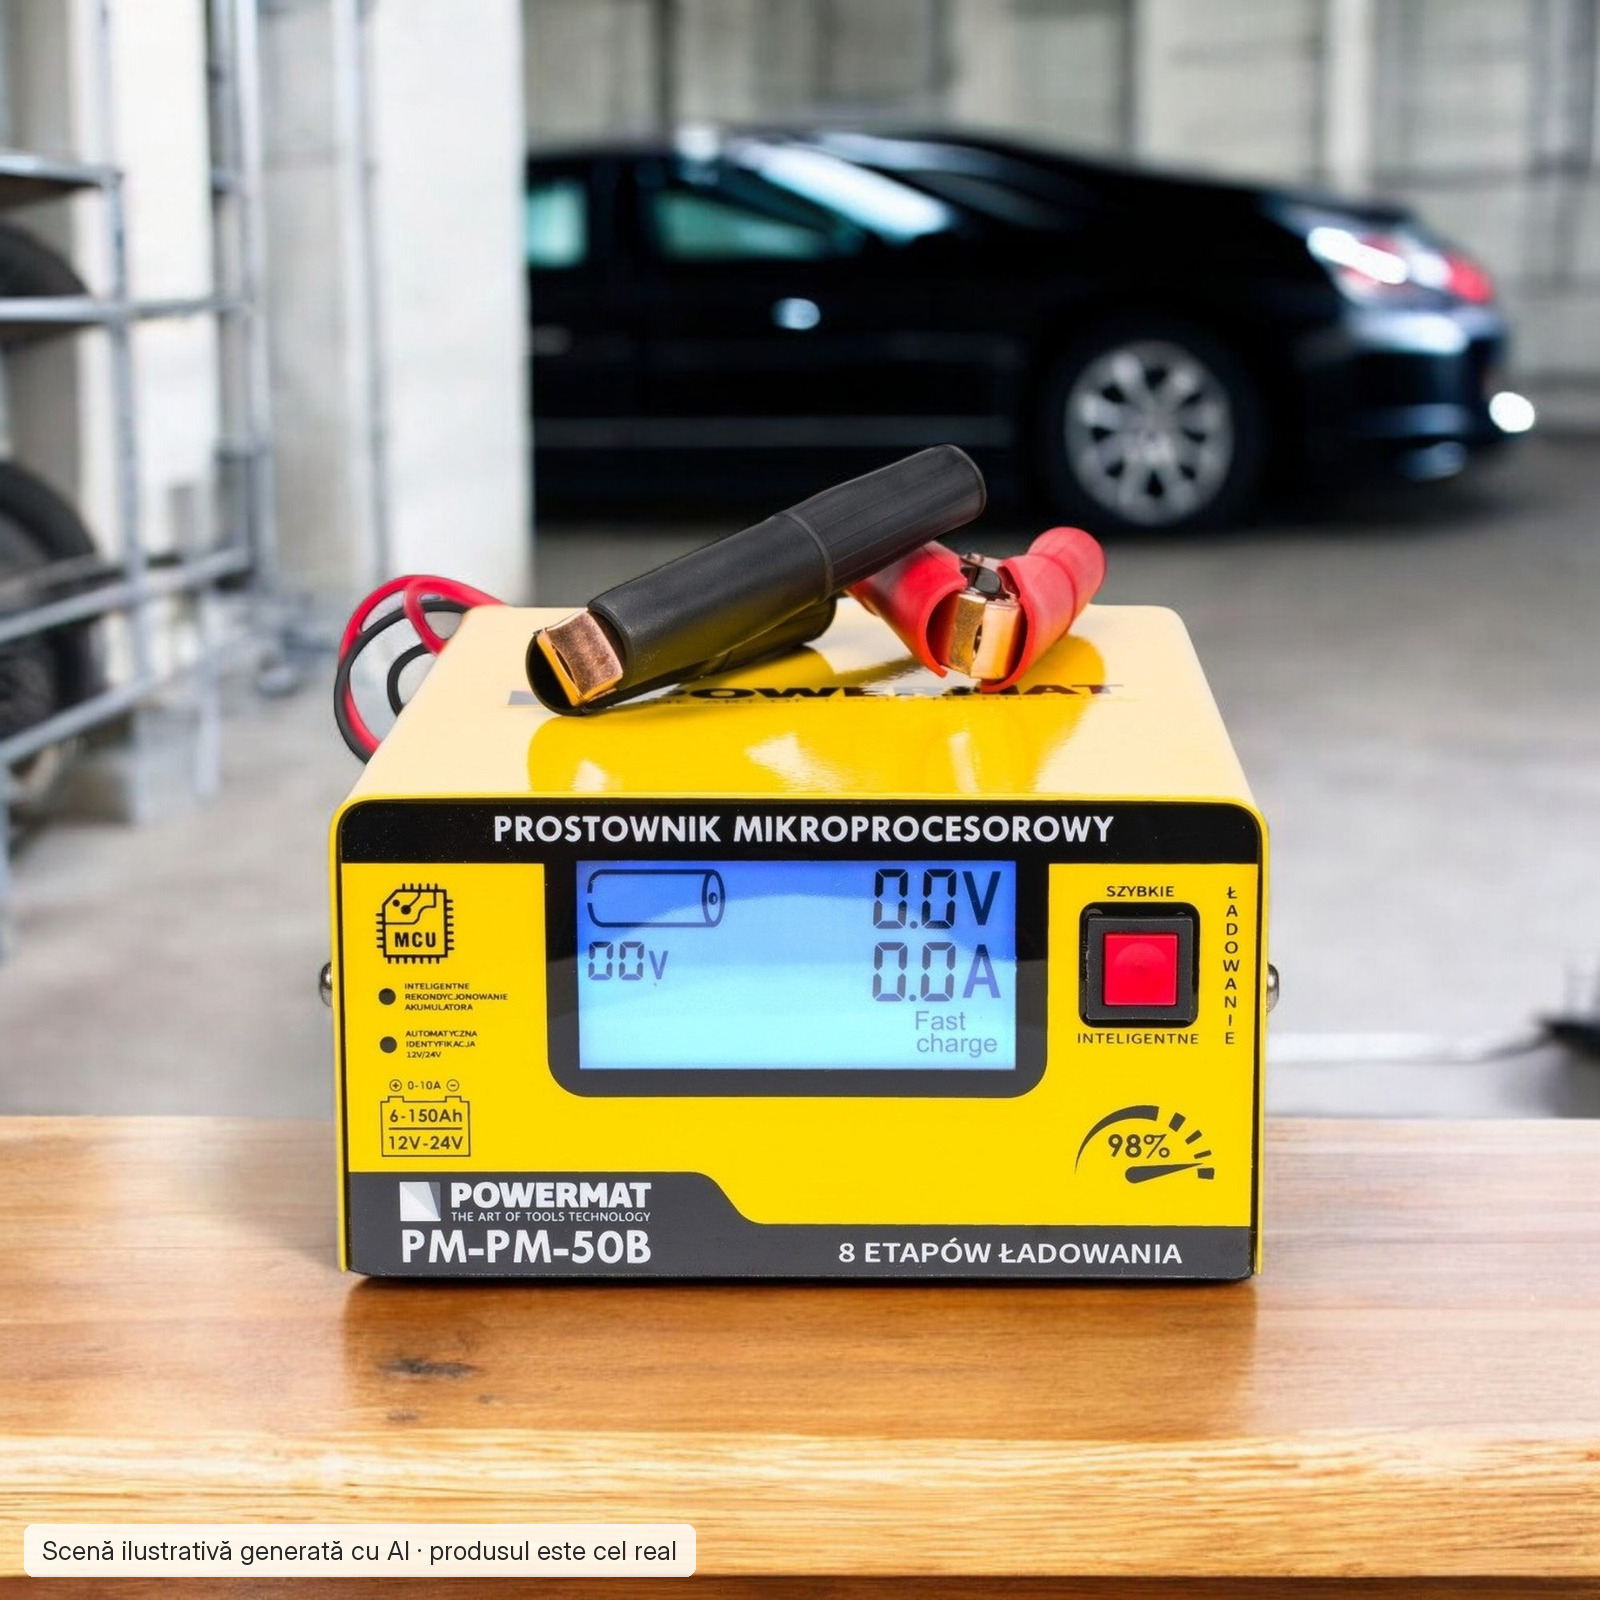 POWERMAT
PROSTOWNIK MIKROPROCESOROWY
MCU
INTELIGENTNE
REKONDYCJONOWANIE
AKUMULATORA
AUTOMATYCZNA
IDENTYFIKACJA
12V/24V
0-10A
6-150Ah
12V-24V
0.0V
00V
0.0A
Fast
charge
SZYBKIE
INTELIGENTNE
ŁADOWANIE
98%
POWERMAT
THE ART OF TOOLS TECHNOLOGY
PM-PM-50B
8 ETAPÓW ŁADOWANIA
Scenă ilustrativă generată cu AI · produsul este cel real